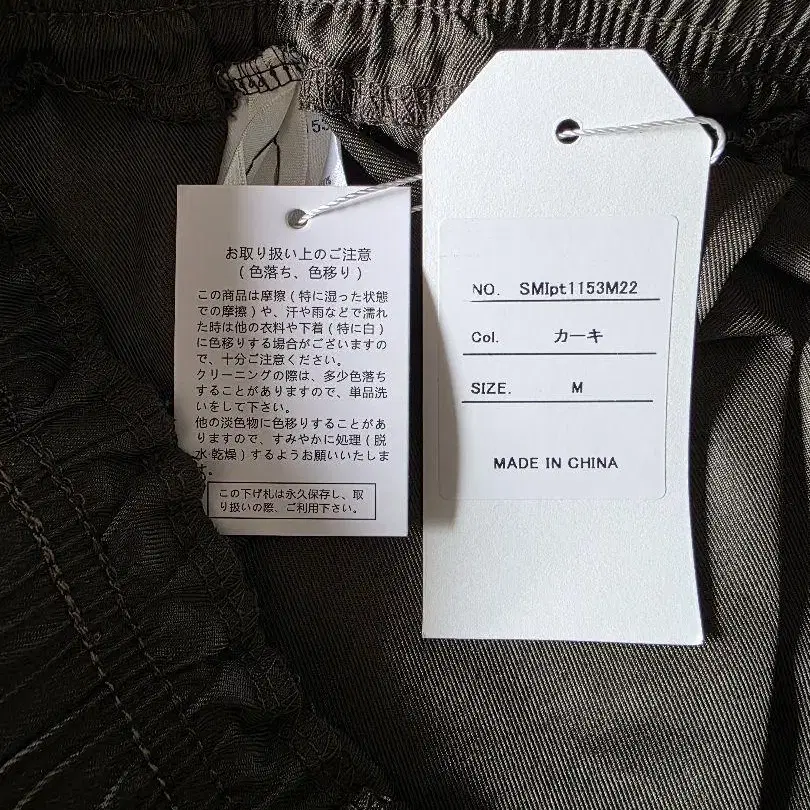 お取り扱い上のご注意
(色落ち、色移り)
この商品は摩擦(特に湿った状態
での摩擦)や、汗や雨などで濡れ
た時は他の衣料や下着(特に白)
に色移りする場合がございますの
で、十分ご注意ください。
クリーニングの際は、多少色落ち
することがありますので、単品洗
いをして下さい。
他の淡色物に色移りすることがあ
りますので、すみやかに処理(脱
水·乾燥)するようお願いいたしま
す。
この下げ札は永久保存し、取
り扱いの際、ご利用下さい。
NO. SMIpt1153M22
Col. カーキ
SIZE. M
MADE IN CHINA